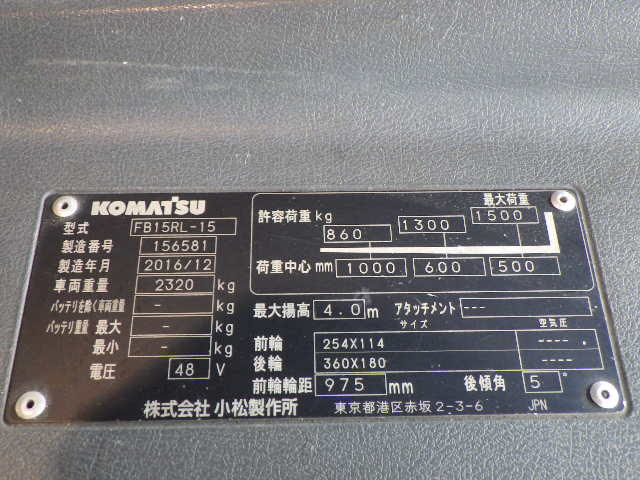 KOMATSU
型式 FB15RL-15
製造番号 156581
製造年月 2016/12
車両重量 2320 kg
バッテリを除く車両重量 - kg
バッテリ重量 最大 - kg
最小 - kg
電圧 48 V
最大荷重
許容荷重 kg 860 1300 1500
荷重中心 mm 1000 600 500
最大揚高 4.0 m アタッチメント ---
サイズ 空気圧
前輪 254X114 ----
後輪 360X180 ----
前輪輪距 975 mm 後傾角 5°
株式会社 小松製作所 東京都港区赤坂2-3-6 JPN